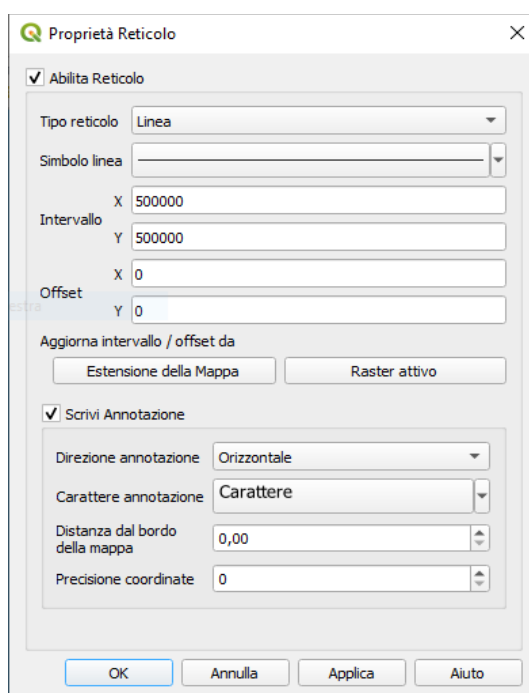 Proprietà Reticolo
Abilita Reticolo
Tipo reticolo Linea
Simbolo linea
X 500000
Intervallo
Y 500000
X 0
Offset
estra
Y 0
Aggiorna intervallo / offset da
Estensione della Mappa Raster attivo
Scrivi Annotazione
Direzione annotazione Orizzontale
Carattere annotazione Carattere
Distanza dal bordo
della mappa 0,00
Precisione coordinate 0
OK Annulla Applica Aiuto